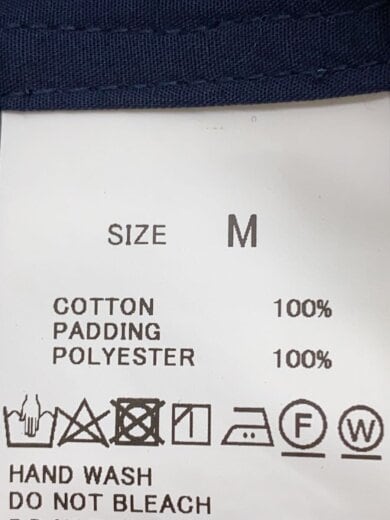 SIZE M
COTTON 100%
PADDING
POLYESTER 100%
F W
HAND WASH
DO NOT BLEACH